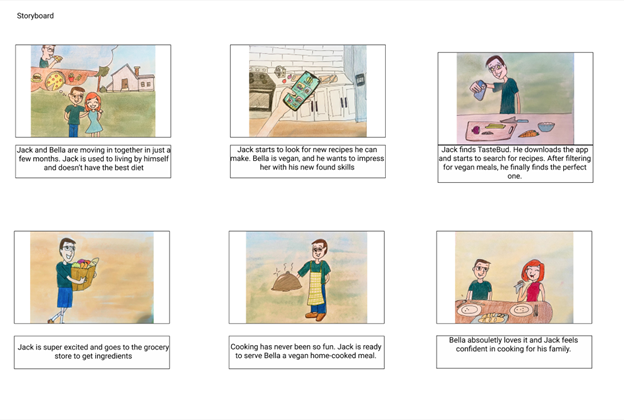 Storyboard
Jack and Bella are moving in together in just a
few months. Jack is used to living by himself
and doesn't have the best diet
Jack starts to look for new recipes he can
make. Bella is vegan, and he wants to impress
her with his new found skills
Jack finds TasteBud. He downloads the app
and starts to search for recipes. After filtering
for vegan meals, he finally finds the perfect
one.
Jack is super excited and goes to the grocery
store to get ingredients
Cooking has never been so fun. Jack is ready
to serve Bella a vegan home-cooked meal.
Bella absouletly loves it and Jack feels
confident in cooking for his family.